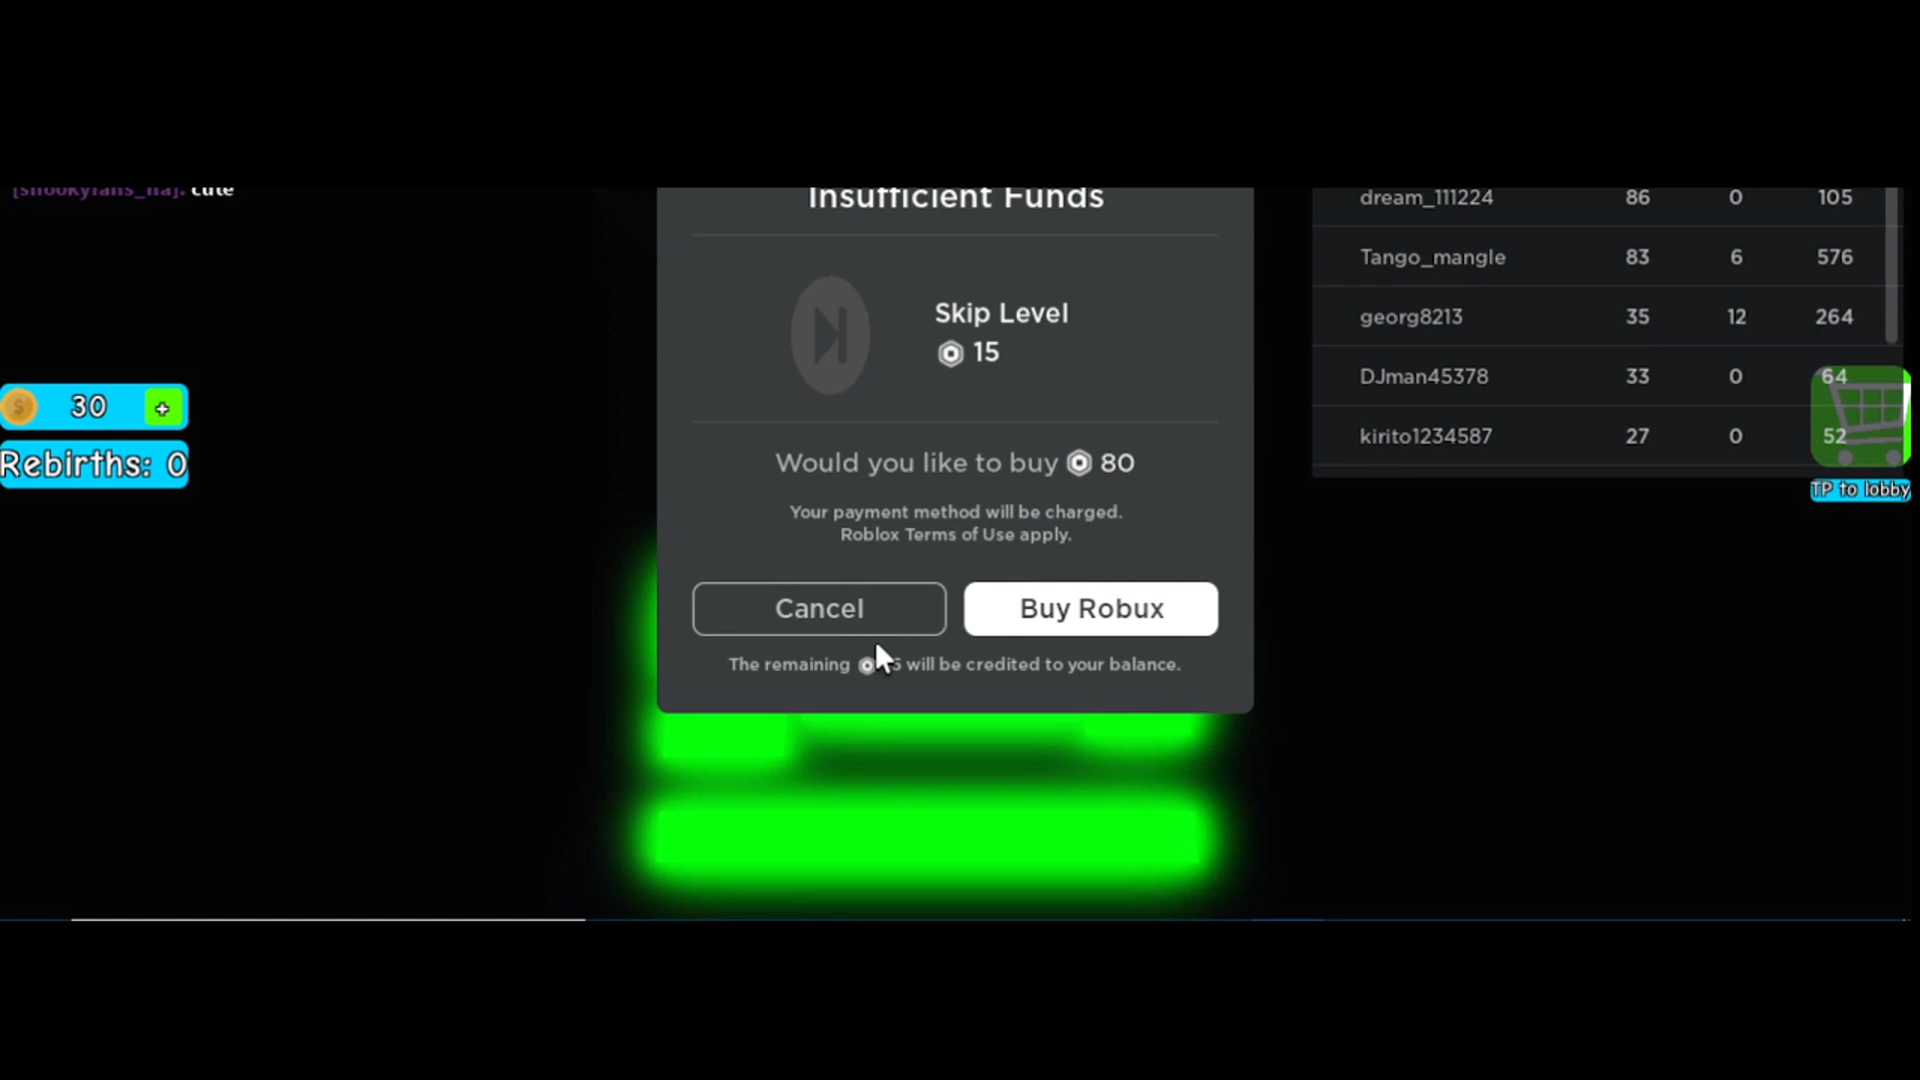 cute
Insufficient Funds
Skip Level
15
Would you like to buy 80
Your payment method will be charged.
Roblox Terms of Use apply.
Cancel
Buy Robux
The remaining will be credited to your balance.
30 +
Rebirths: 0
dream_111224 86 0 105
Tango_mangle 83 6 576
georg8213 35 12 264
DJman45378 33 0 64
kirito1234587 27 0 52
TP to lobby